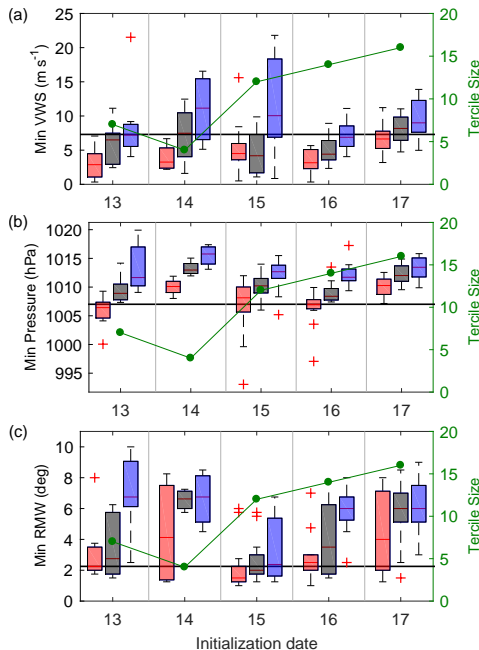 (a)
25
20
15
10
5
0
Min VWS (m s⁻¹)
20
15
10
5
0
Tercile Size
13 14 15 16 17
(b)
1020
1015
1010
1005
1000
995
Min Pressure (hPa)
20
15
10
5
0
Tercile Size
13 14 15 16 17
(c)
10
8
6
4
2
0
Min RMW (deg)
20
15
10
5
0
Tercile Size
13 14 15 16 17
Initialization date